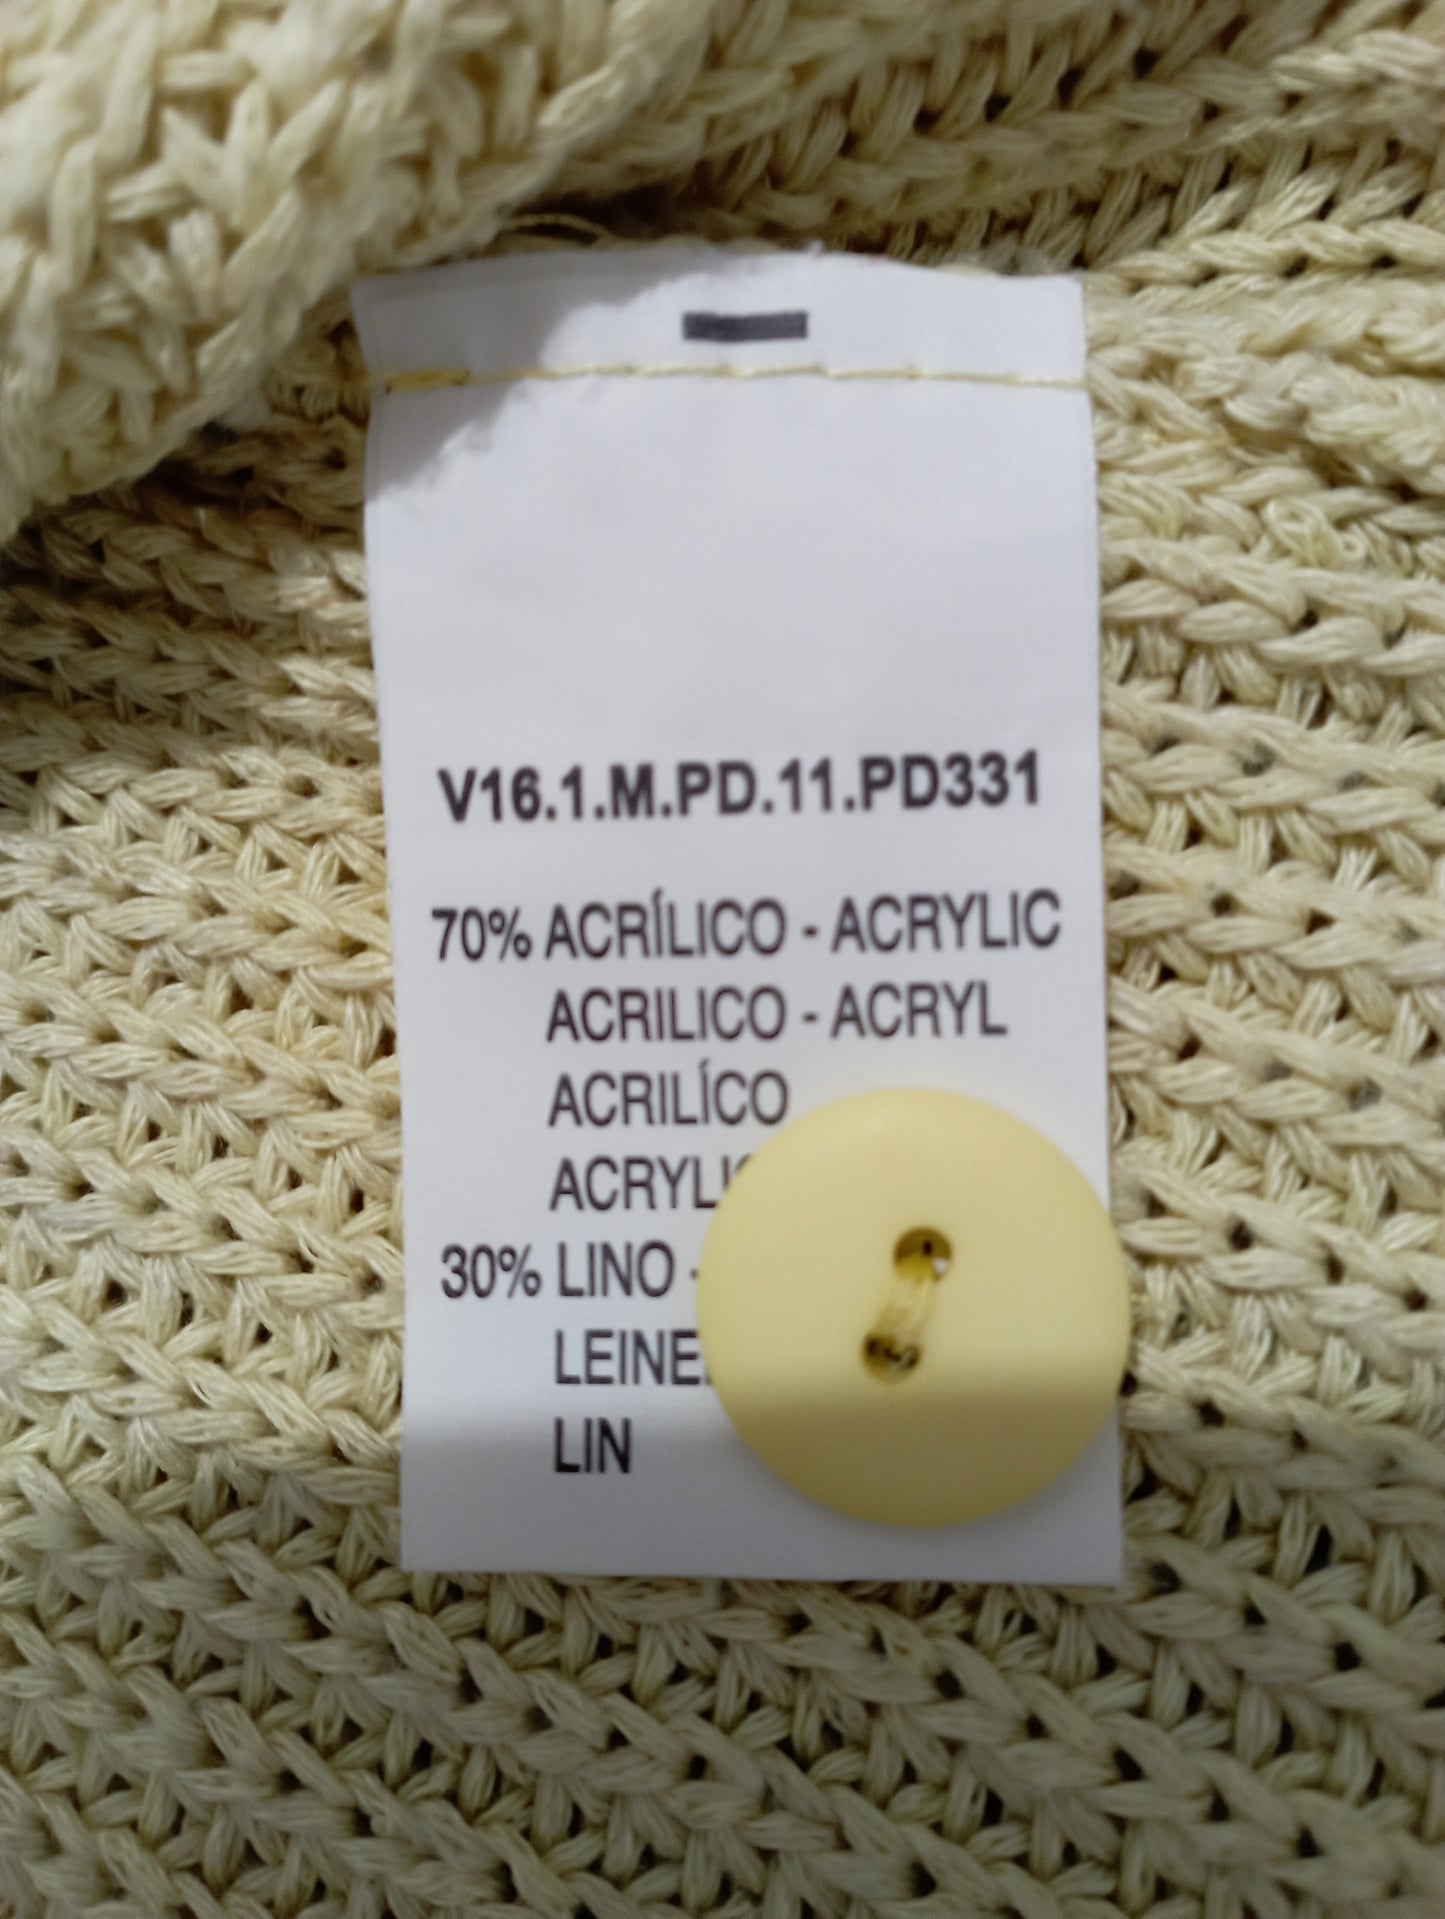 V16.1.M.PD.11.PD331
70% ACRÍLICO - ACRYLIC
ACRILICO - ACRYL
ACRILÍCO
30% LINO -
LIN